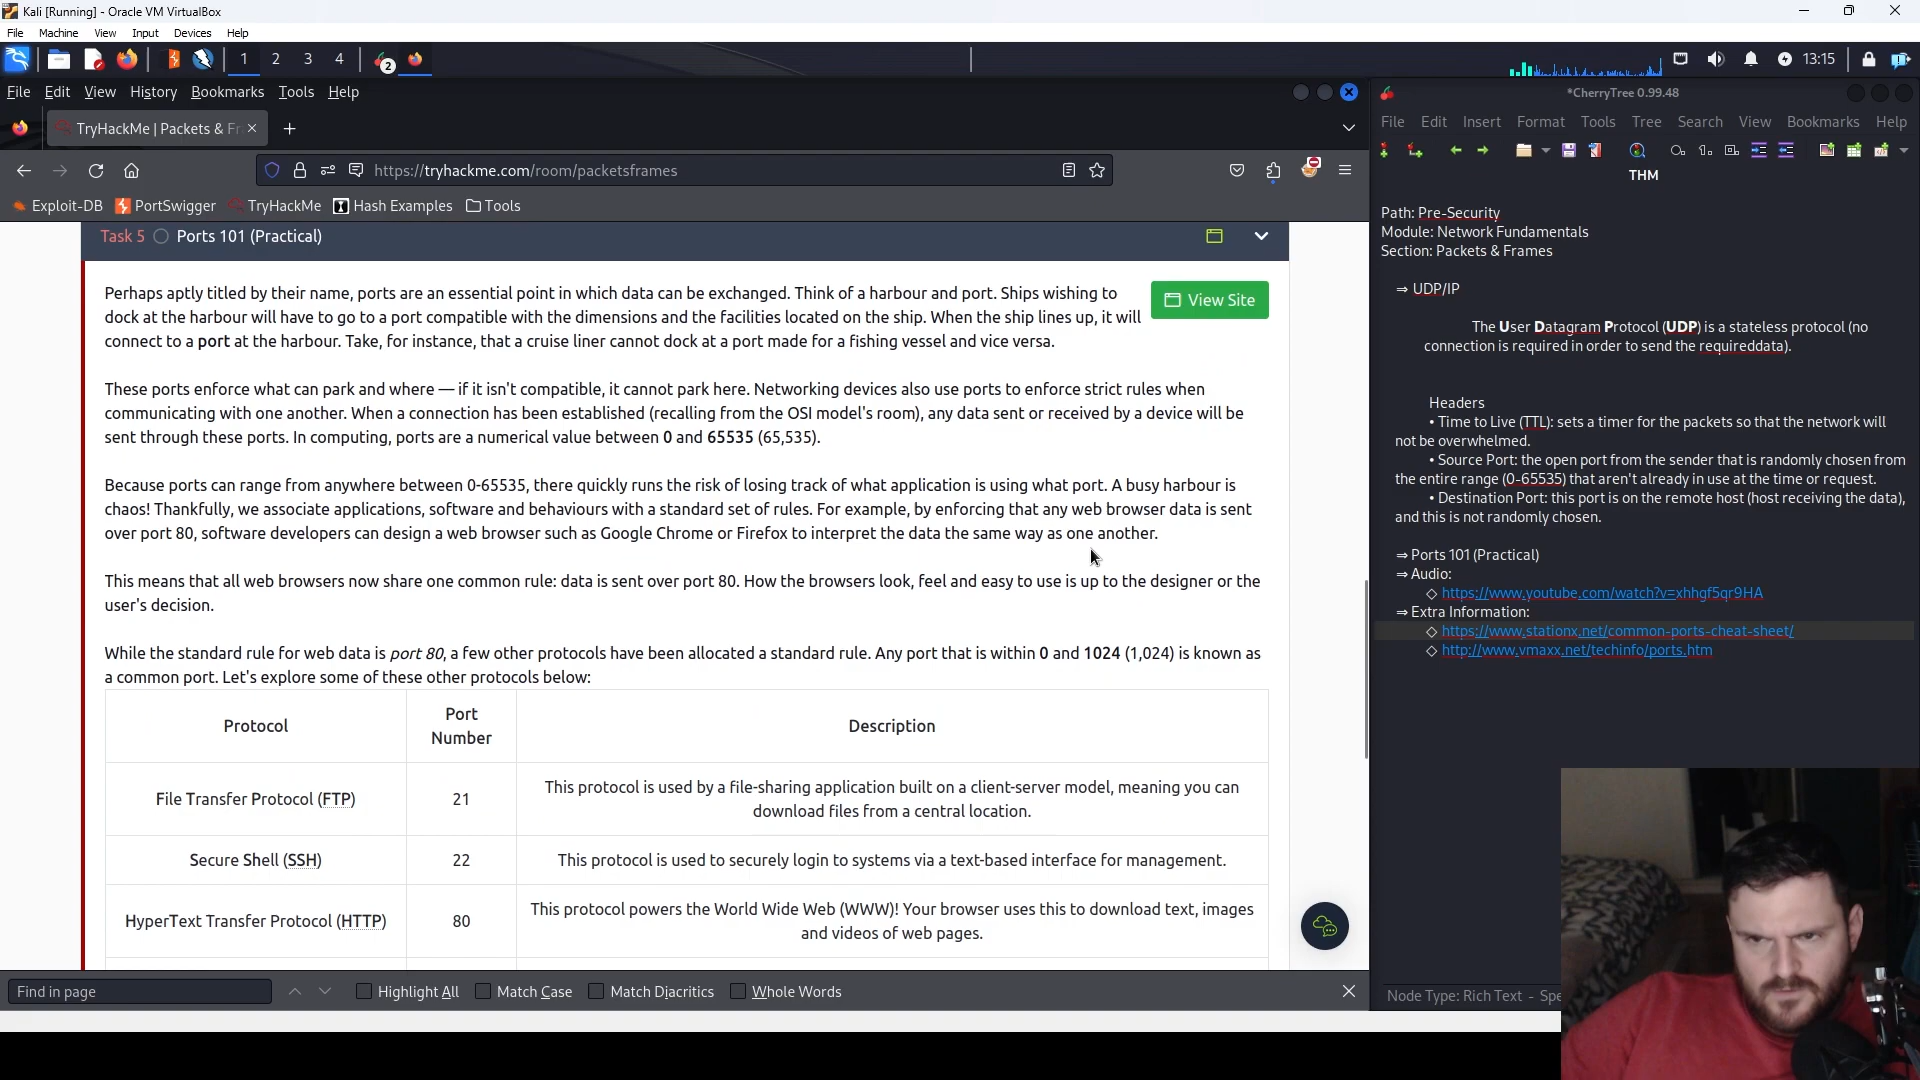 Kali [Running] - Oracle VM VirtualBox
File Machine View Input Devices Help
1 2 3 4 2 13:15
File Edit View History Bookmarks Tools Help
TryHackMe | Packets & Fr
https://tryhackme.com/room/packetsframes
Exploit-DB PortSwigger TryHackMe Hash Examples Tools
Task 5 Ports 101 (Practical)
Perhaps aptly titled by their name, ports are an essential point in which data can be exchanged. Think of a harbour and port. Ships wishing to
dock at the harbour will have to go to a port compatible with the dimensions and the facilities located on the ship. When the ship lines up, it will
connect to a port at the harbour. Take, for instance, that a cruise liner cannot dock at a port made for a fishing vessel and vice versa.
View Site
These ports enforce what can park and where — if it isn't compatible, it cannot park here. Networking devices also use ports to enforce strict rules when
communicating with one another. When a connection has been established (recalling from the OSI model's room), any data sent or received by a device will be
sent through these ports. In computing, ports are a numerical value between 0 and 65535 (65,535).
Because ports can range from anywhere between 0-65535, there quickly runs the risk of losing track of what application is using what port. A busy harbour is
chaos! Thankfully, we associate applications, software and behaviours with a standard set of rules. For example, by enforcing that any web browser data is sent
over port 80, software developers can design a web browser such as Google Chrome or Firefox to interpret the data the same way as one another.
This means that all web browsers now share one common rule: data is sent over port 80. How the browsers look, feel and easy to use is up to the designer or the
user's decision.
While the standard rule for web data is port 80, a few other protocols have been allocated a standard rule. Any port that is within 0 and 1024 (1,024) is known as
a common port. Let's explore some of these other protocols below:
Protocol
Port
Number
Description
File Transfer Protocol (FTP)
21
This protocol is used by a file-sharing application built on a client-server model, meaning you can
download files from a central location.
Secure Shell (SSH)
22
This protocol is used to securely login to systems via a text-based interface for management.
HyperText Transfer Protocol (HTTP)
80
This protocol powers the World Wide Web (WWW)! Your browser uses this to download text, images
and videos of web pages.
Find in page Highlight All Match Case Match Diacritics Whole Words
*CherryTree 0.99.48
File Edit Insert Format Tools Tree Search View Bookmarks Help
THM
Path: Pre-Security
Module: Network Fundamentals
Section: Packets & Frames
⇒ UDP/IP
The User Datagram Protocol (UDP) is a stateless protocol (no
connection is required in order to send the requireddata).
Headers
• Time to Live (TTL): sets a timer for the packets so that the network will
not be overwhelmed.
• Source Port: the open port from the sender that is randomly chosen from
the entire range (0-65535) that aren't already in use at the time or request.
• Destination Port: this port is on the remote host (host receiving the data),
and this is not randomly chosen.
⇒ Ports 101 (Practical)
⇒ Audio:
◇ https://www.youtube.com/watch?v=xhhgf5qr9HA
⇒ Extra Information:
◇ https://www.stationx.net/common-ports-cheat-sheet/
◇ http://www.vmaxx.net/techinfo/ports.htm
Node Type: Rich Text - Spe